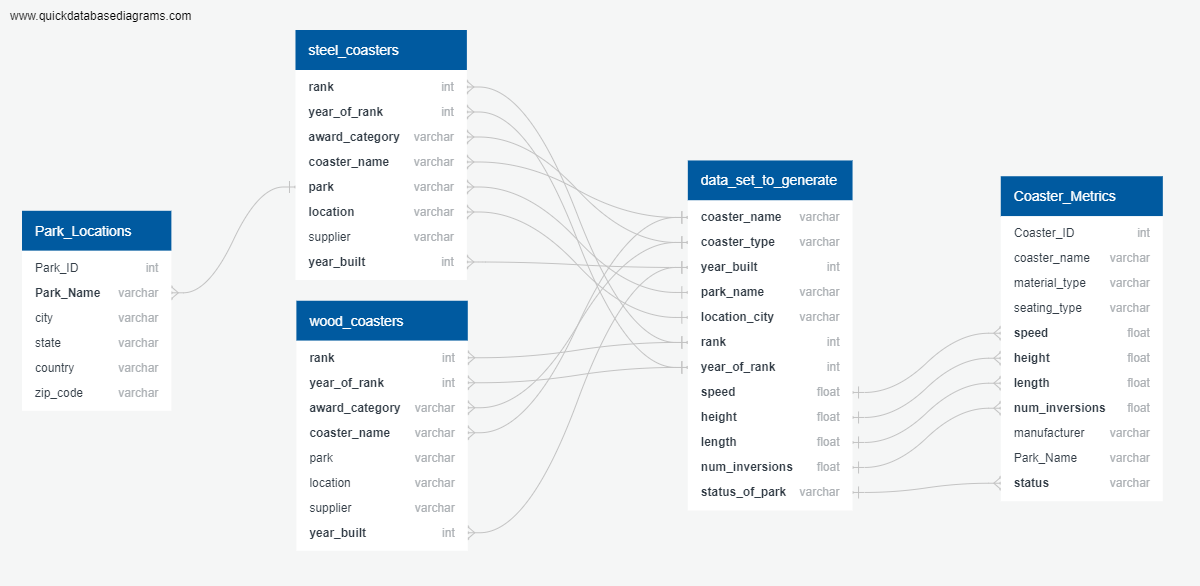 www.quickdatabasediagrams.com
Park_Locations
Park_ID int
Park_Name varchar
city varchar
state varchar
country varchar
zip_code varchar
steel_coasters
rank int
year_of_rank int
award_category varchar
coaster_name varchar
park varchar
location varchar
supplier varchar
year_built int
wood_coasters
rank int
year_of_rank int
award_category varchar
coaster_name varchar
park varchar
location varchar
supplier varchar
year_built int
data_set_to_generate
coaster_name varchar
coaster_type varchar
year_built int
park_name varchar
location_city varchar
rank int
year_of_rank int
speed float
height float
length float
num_inversions float
status_of_park varchar
Coaster_Metrics
Coaster_ID int
coaster_name varchar
material_type varchar
seating_type varchar
speed float
height float
length float
num_inversions float
manufacturer varchar
Park_Name varchar
status varchar